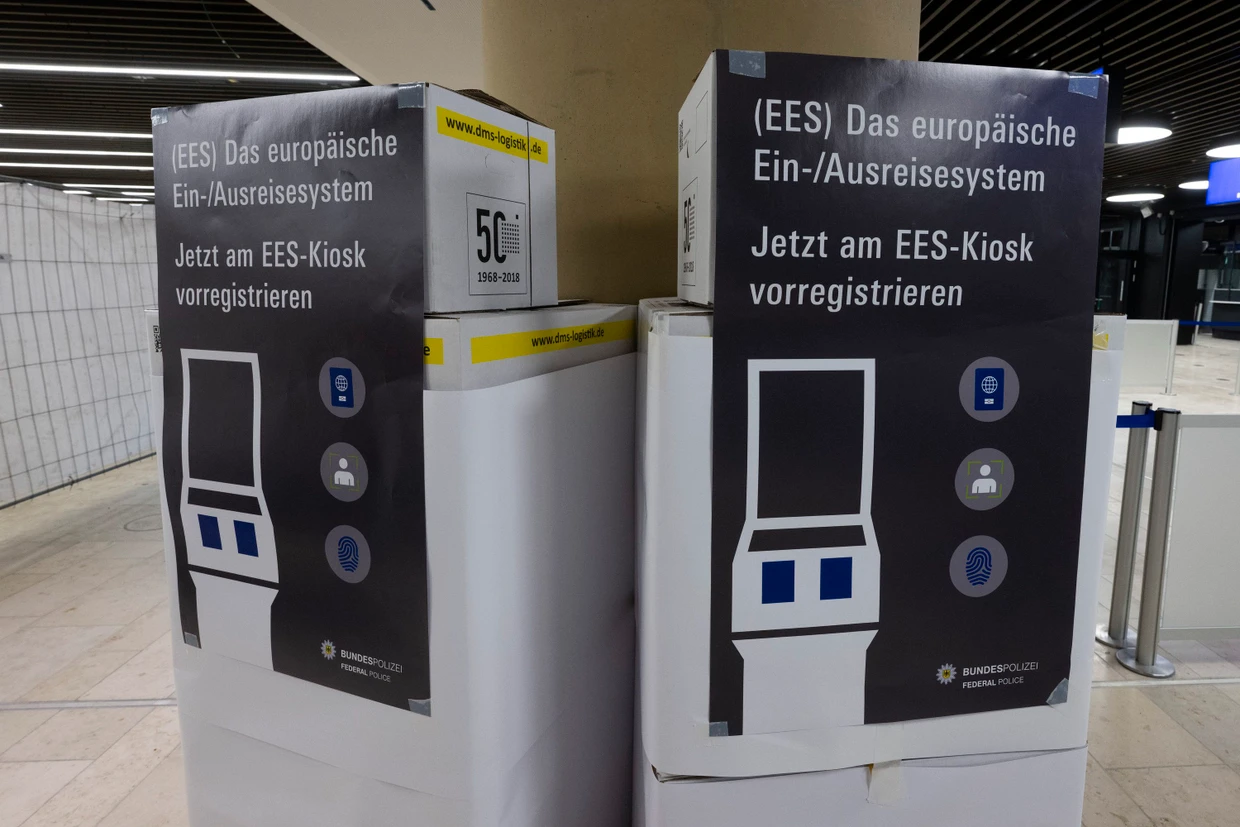 (EES) Das europäische
Ein-/Ausreisesystem
Jetzt am EES-Kiosk
vorregistrieren
BUNDESPOLIZEI
FEDERAL POLICE
www.dms-logistik.de
50
1968–2018
e
www.dms-logistik.de
(EES) Das europäische
Ein-/Ausreisesystem
Jetzt am EES-Kiosk
vorregistrieren
BUNDESPOLIZEI
FEDERAL POLICE